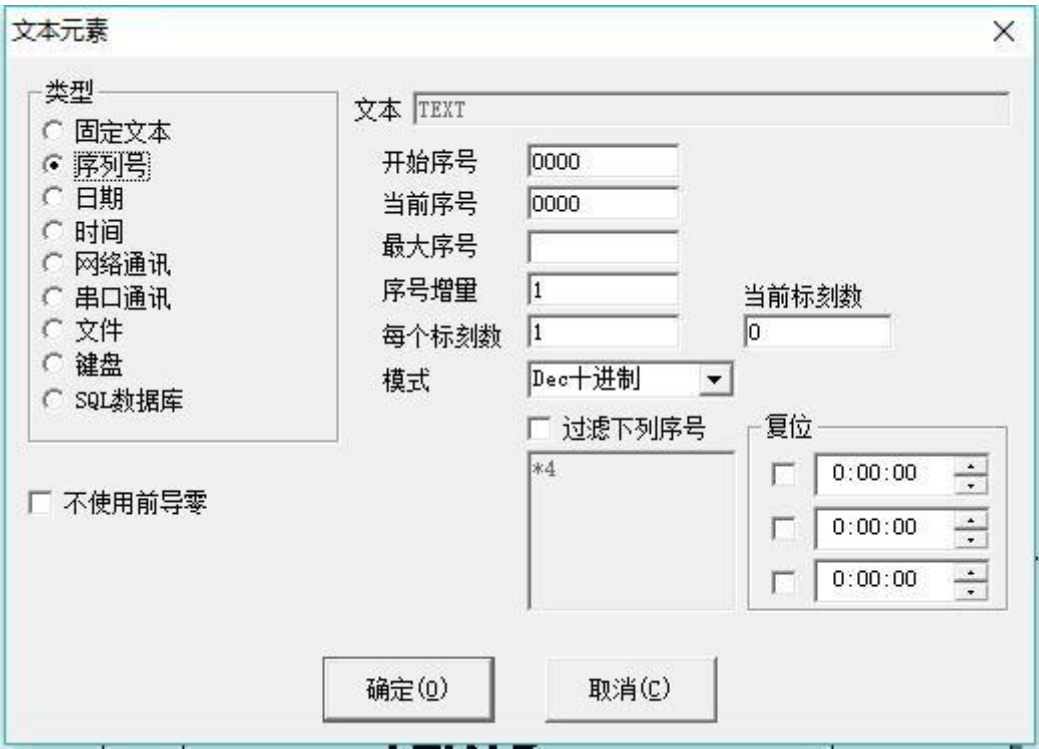 文本元素
类型
固定文本
序列号
日期
时间
网络通讯
串口通讯
文件
键盘
SQL数据库
不使用前导零
文本 TEXT
开始序号 0000
当前序号 0000
最大序号
序号增量 1
当前标刻数
每个标刻数 1 0
模式 Dec十进制
过滤下列序号
*4
复位
0:00:00
0:00:00
0:00:00
确定(O) 取消(C)